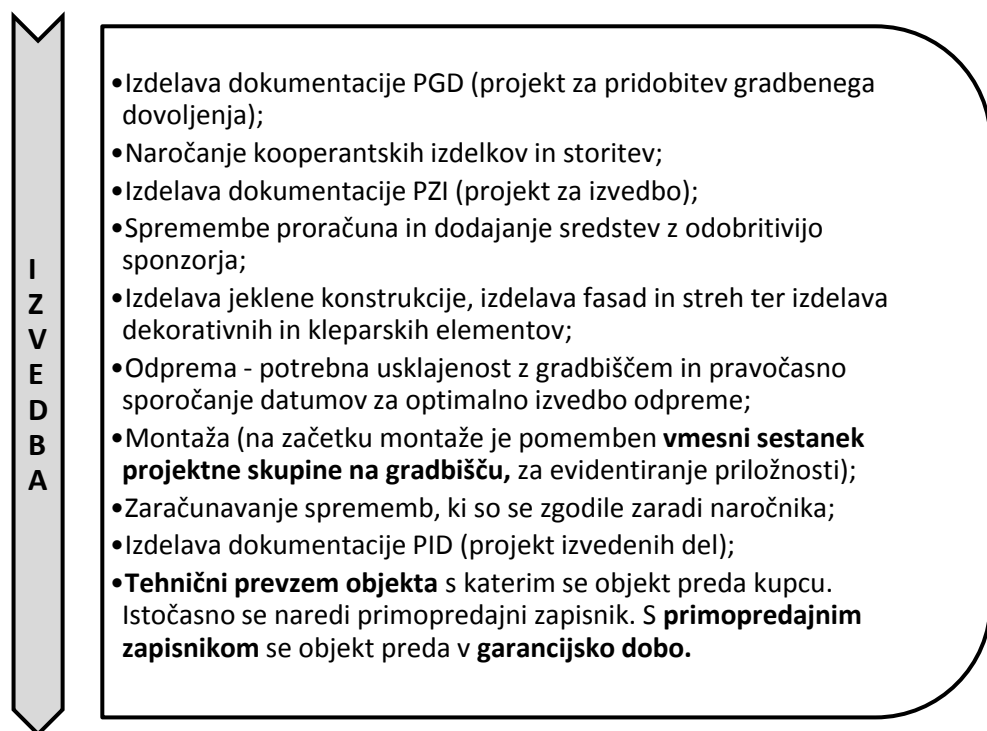 I
Z
V
E
D
B
A
•Izdelava dokumentacije PGD (projekt za pridobitev gradbenega
dovoljenja);
•Naročanje kooperantskih izdelkov in storitev;
•Izdelava dokumentacije PZI (projekt za izvedbo);
•Spremembe proračuna in dodajanje sredstev z odobritivijo
sponzorja;
•Izdelava jeklene konstrukcije, izdelava fasad in streh ter izdelava
dekorativnih in kleparskih elementov;
•Odprema - potrebna usklajenost z gradbiščem in pravočasno
sporočanje datumov za optimalno izvedbo odpreme;
•Montaža (na začetku montaže je pomemben vmesni sestanek
projektne skupine na gradbišču, za evidentiranje priložnosti);
•Zaračunavanje sprememb, ki so se zgodile zaradi naročnika;
•Izdelava dokumentacije PID (projekt izvedenih del);
•Tehnični prevzem objekta s katerim se objekt preda kupcu.
Istočasno se naredi primopredajni zapisnik. S primopredajnim
zapisnikom se objekt preda v garancijsko dobo.